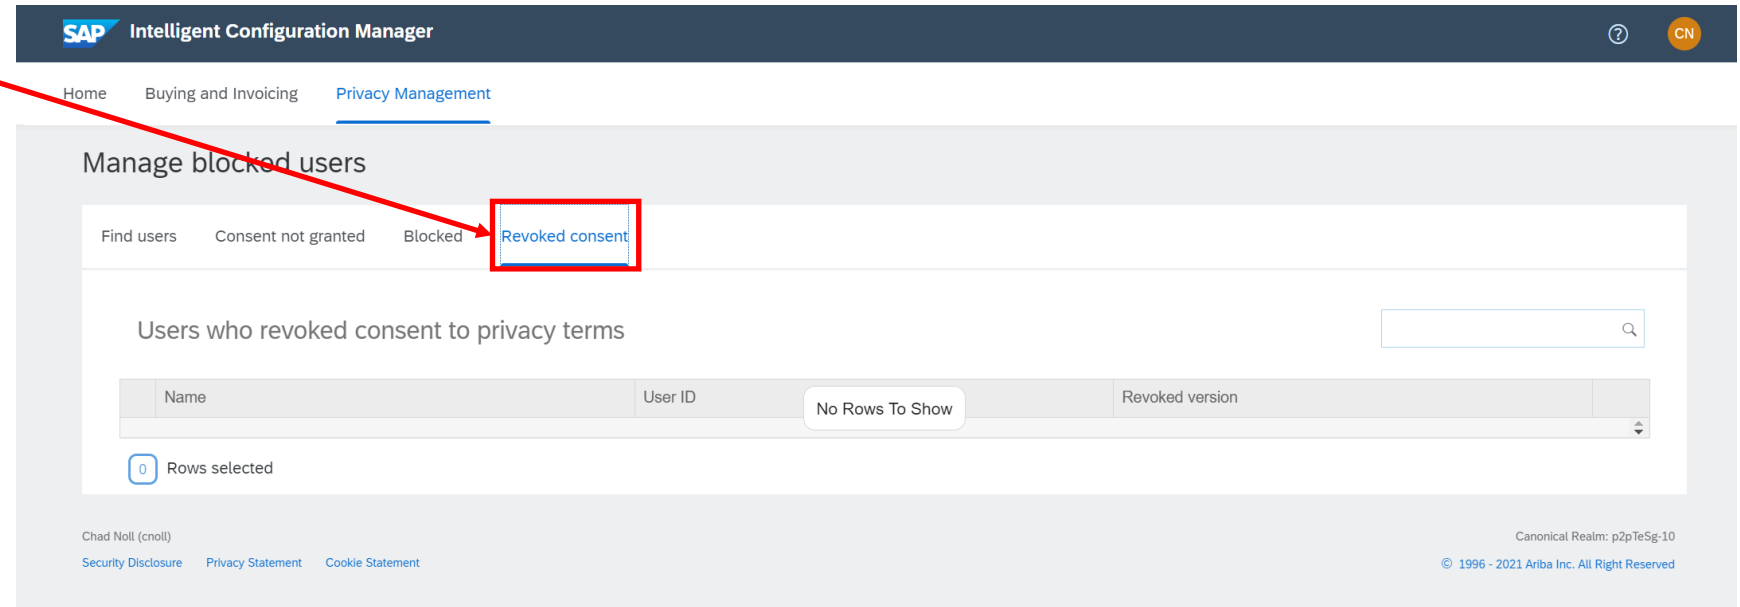 SAP Intelligent Configuration Manager ? CN
Home Buying and Invoicing Privacy Management
Manage blocked users
Find users Consent not granted Blocked Revoked consent
Users who revoked consent to privacy terms
Name User ID Revoked version
No Rows To Show
0 Rows selected
Chad Noll (cnoll) Canonical Realm: p2pTeSg-10
Security Disclosure Privacy Statement Cookie Statement © 1996 - 2021 Ariba Inc. All Right Reserved